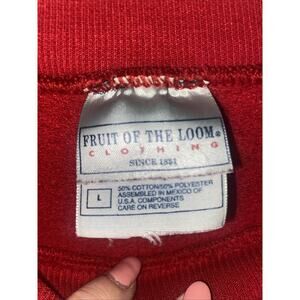 FRUIT OF THE LOOM®
CLOTHING
SINCE 1851
L
50% COTTON/50% POLYESTER
ASSEMBLED IN MEXICO OF
U.S.A. COMPONENTS
CARE ON REVERSE